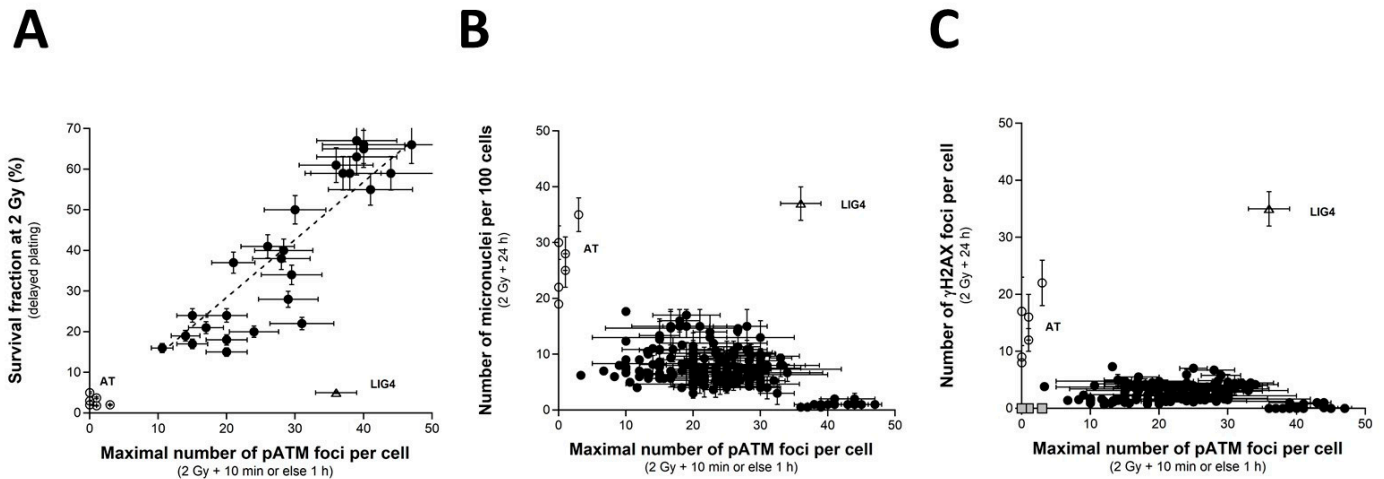 A
Survival fraction at 2 Gy (%)
(delayed plating)
70
60
50
40
30
20
10
0
AT
LIG4
0 10 20 30 40 50
Maximal number of pATM foci per cell
(2 Gy + 10 min or else 1 h)
B
Number of micronuclei per 100 cells
(2 Gy + 24 h)
50
40
30
20
10
0
AT
LIG4
0 10 20 30 40 50
Maximal number of pATM foci per cell
(2 Gy + 10 min or else 1 h)
C
Number of γH2AX foci per cell
(2 Gy + 24 h)
50
40
30
20
10
0
AT
LIG4
0 10 20 30 40 50
Maximal number of pATM foci per cell
(2 Gy + 10 min or else 1 h)